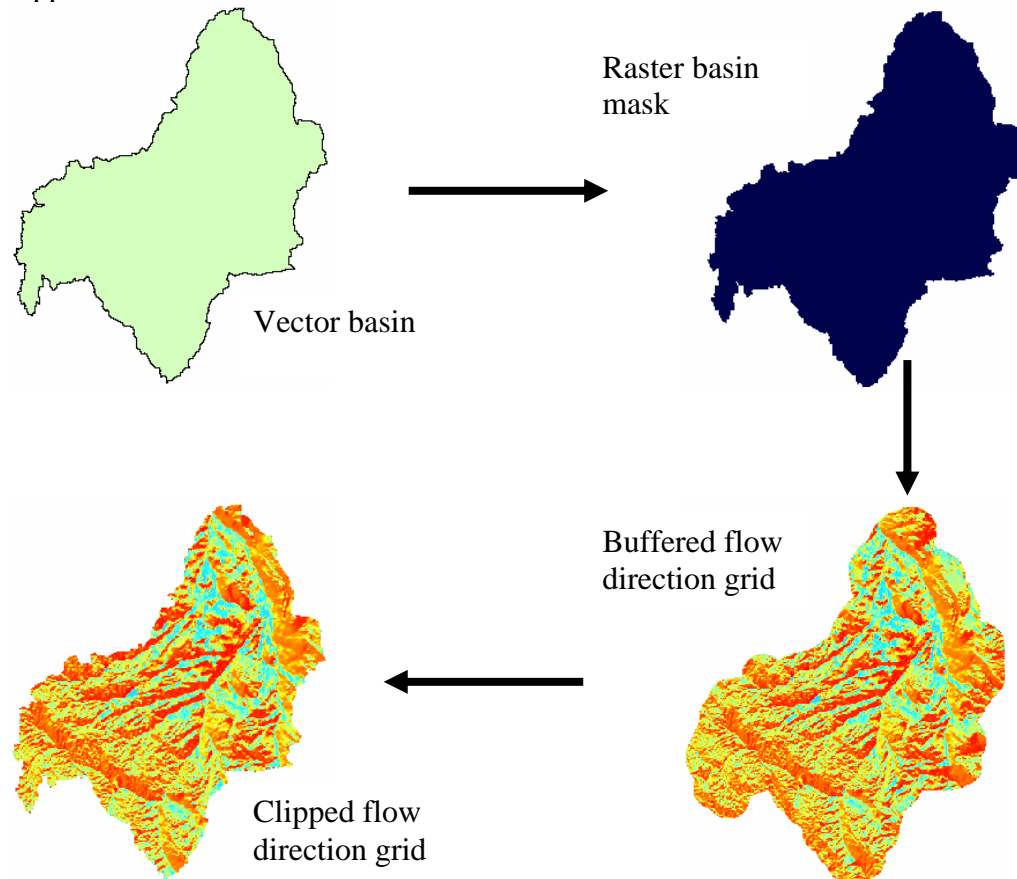 Raster basin
mask
Vector basin
Buffered flow
direction grid
Clipped flow
direction grid